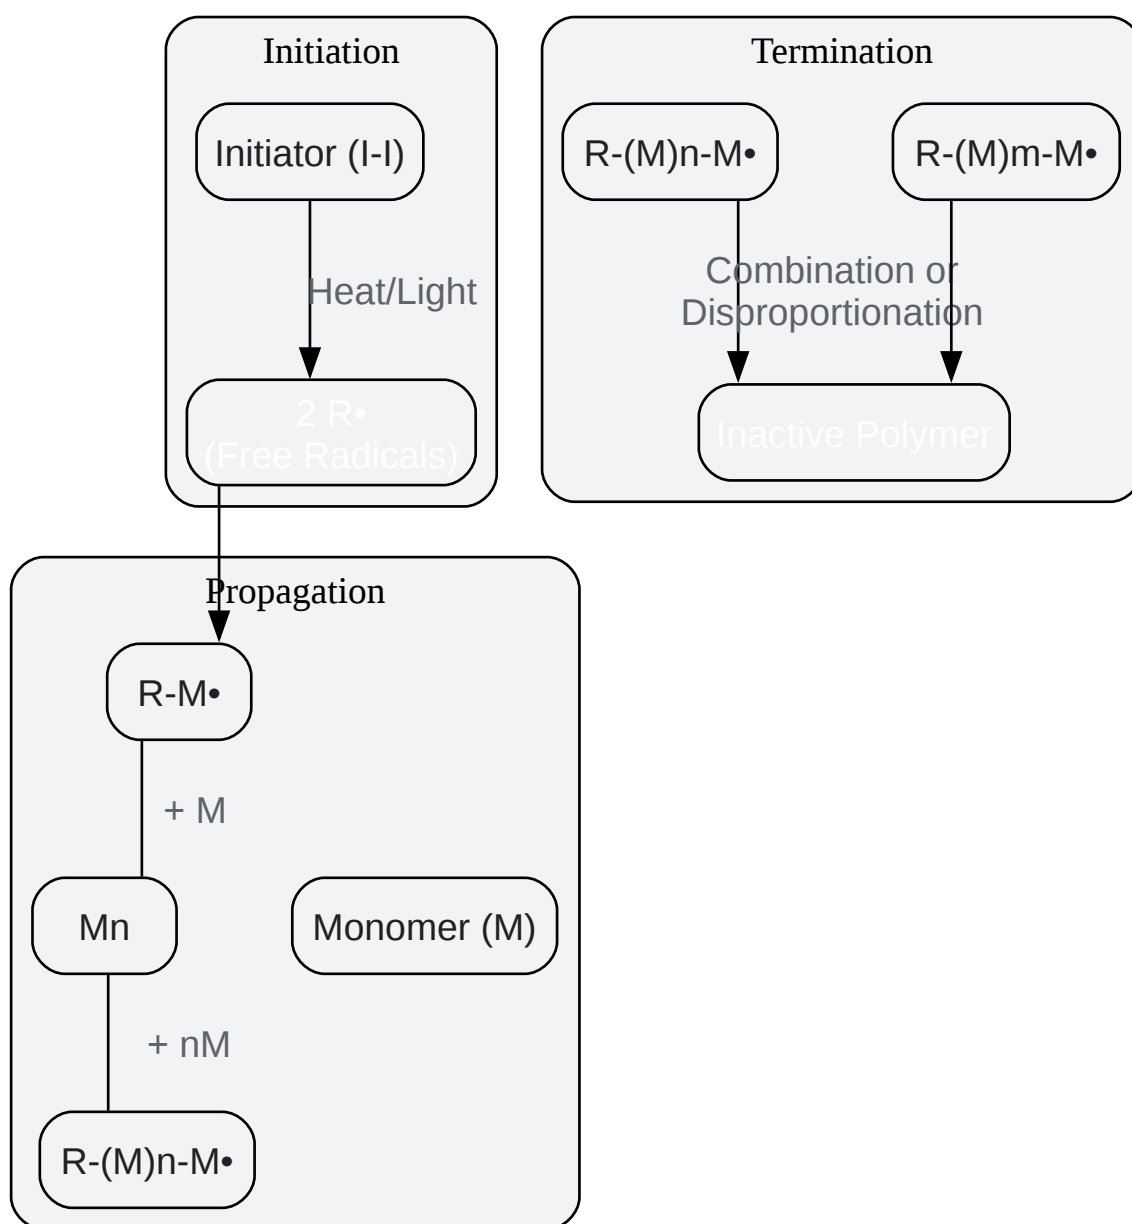 Initiation
Initiator (I-I)
Heat/Light
2 R•
(Free Radicals)
Termination
R-(M)n-M•
R-(M)m-M•
Combination or
Disproportionation
Inactive Polymer
Propagation
R-M•
+ M
Mn
Monomer (M)
+ nM
R-(M)n-M•